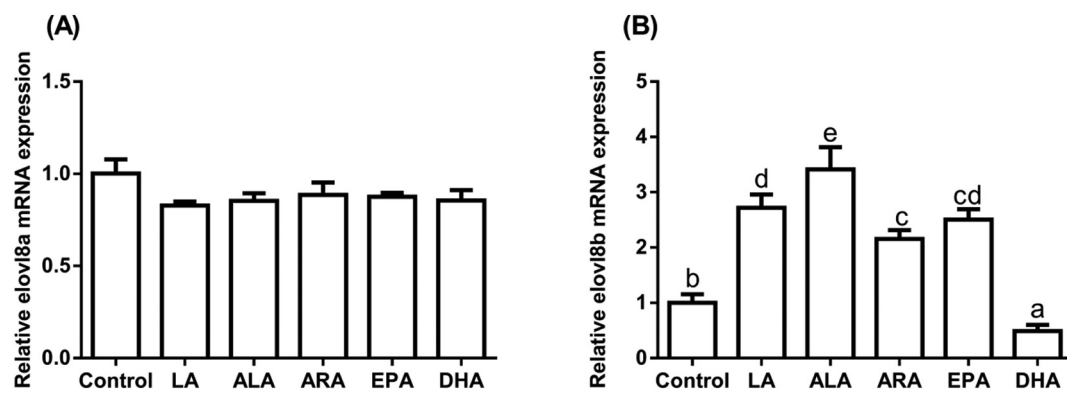 (A)
Relative elovl8a mRNA expression
1.5
1.0
0.5
0.0
Control LA ALA ARA EPA DHA
(B)
Relative elovl8b mRNA expression
5
4
3
2
1
0
b d e c cd a
Control LA ALA ARA EPA DHA